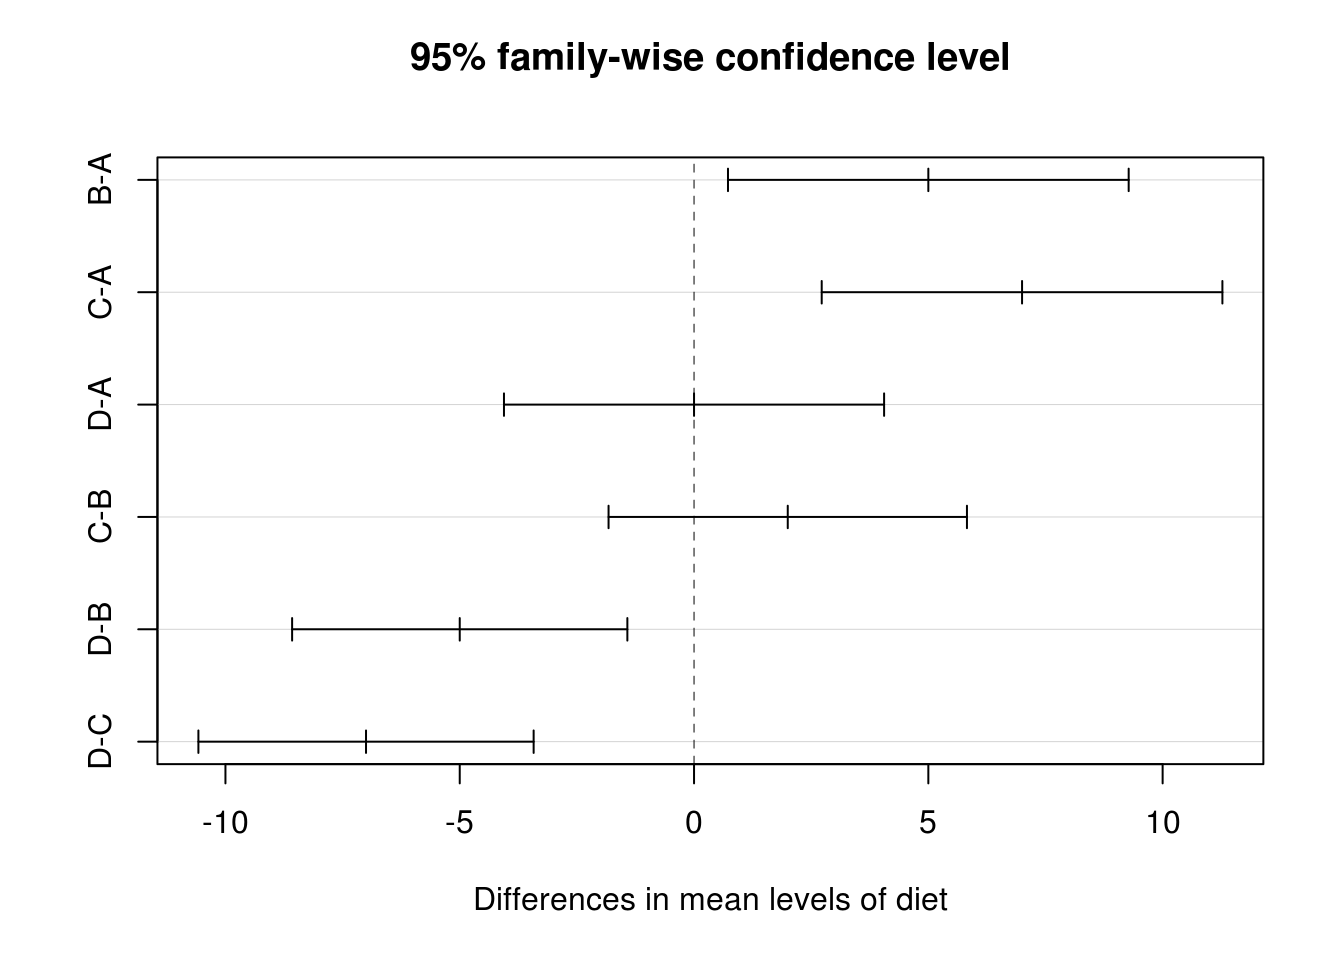 95% family-wise confidence level
B-A
C-A
D-A
C-B
D-B
D-C
-10 -5 0 5 10
Differences in mean levels of diet